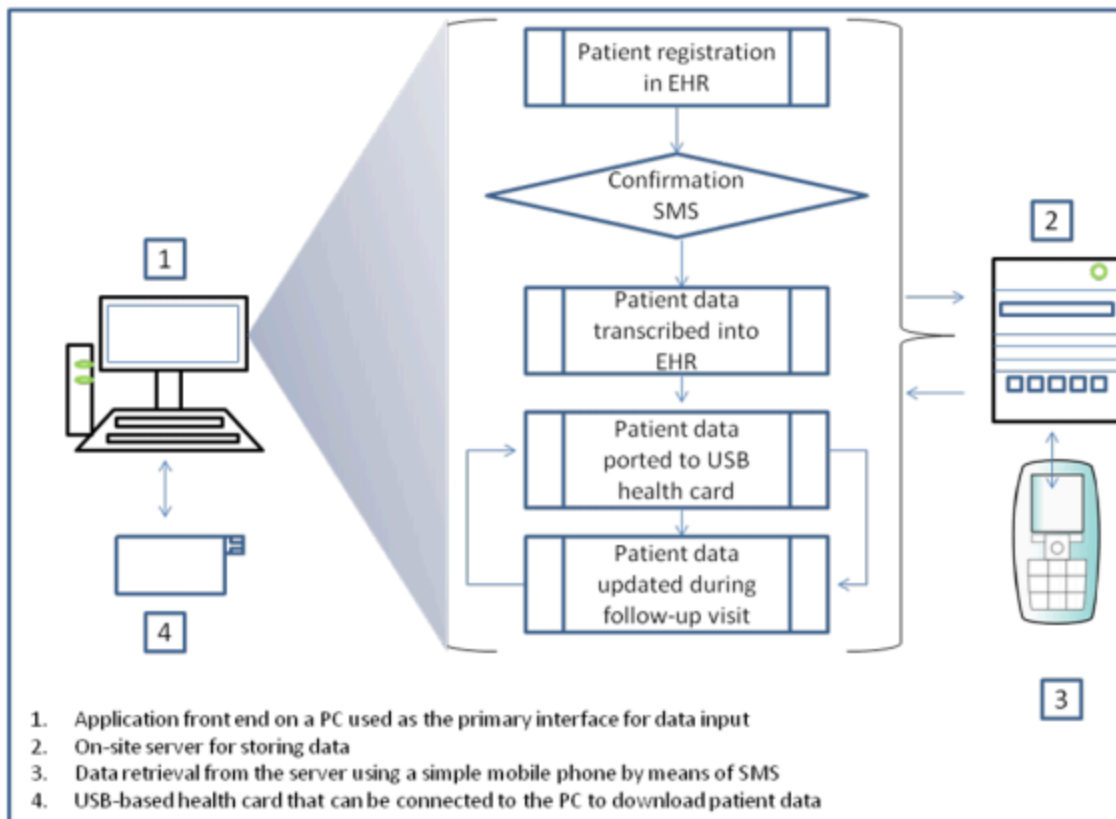 Patient registration
in EHR
Confirmation
SMS
1
2
Patient data
transcribed into
EHR
Patient data
ported to USB
health card
Patient data
updated during
follow-up visit
4
3
1. Application front end on a PC used as the primary interface for data input
2. On-site server for storing data
3. Data retrieval from the server using a simple mobile phone by means of SMS
4. USB-based health card that can be connected to the PC to download patient data